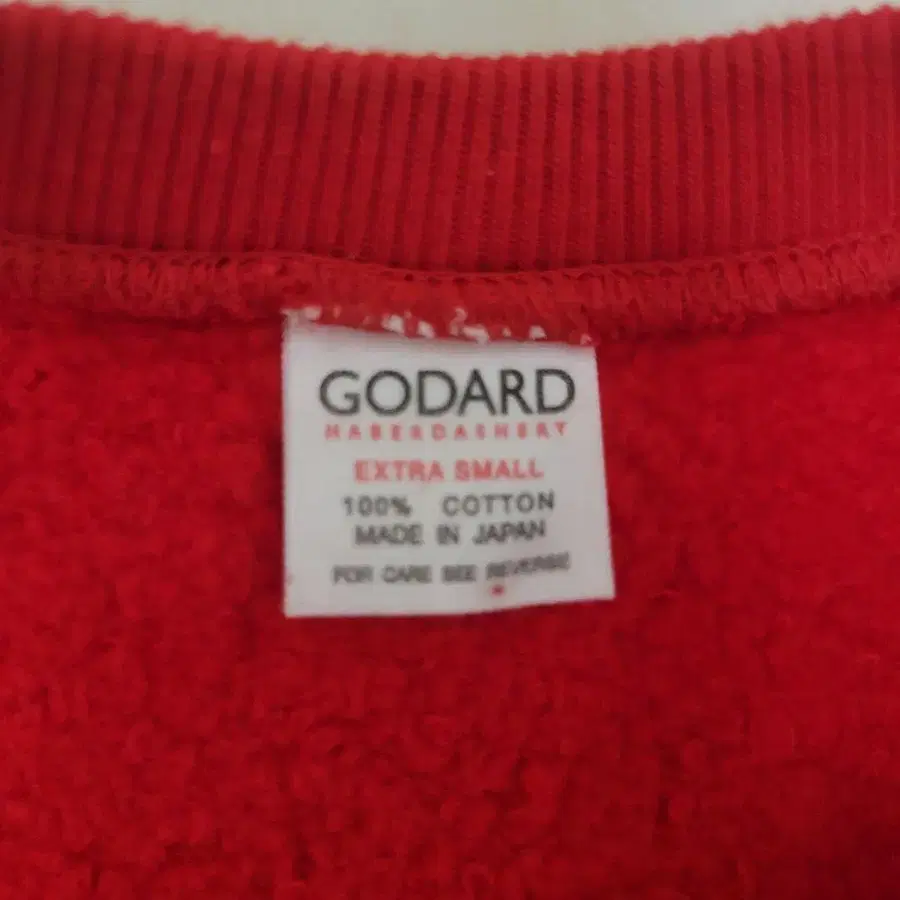 GODARD
HABERDASHERY
EXTRA SMALL
100% COTTON
MADE IN JAPAN
FOR CARE SEE REVERSE